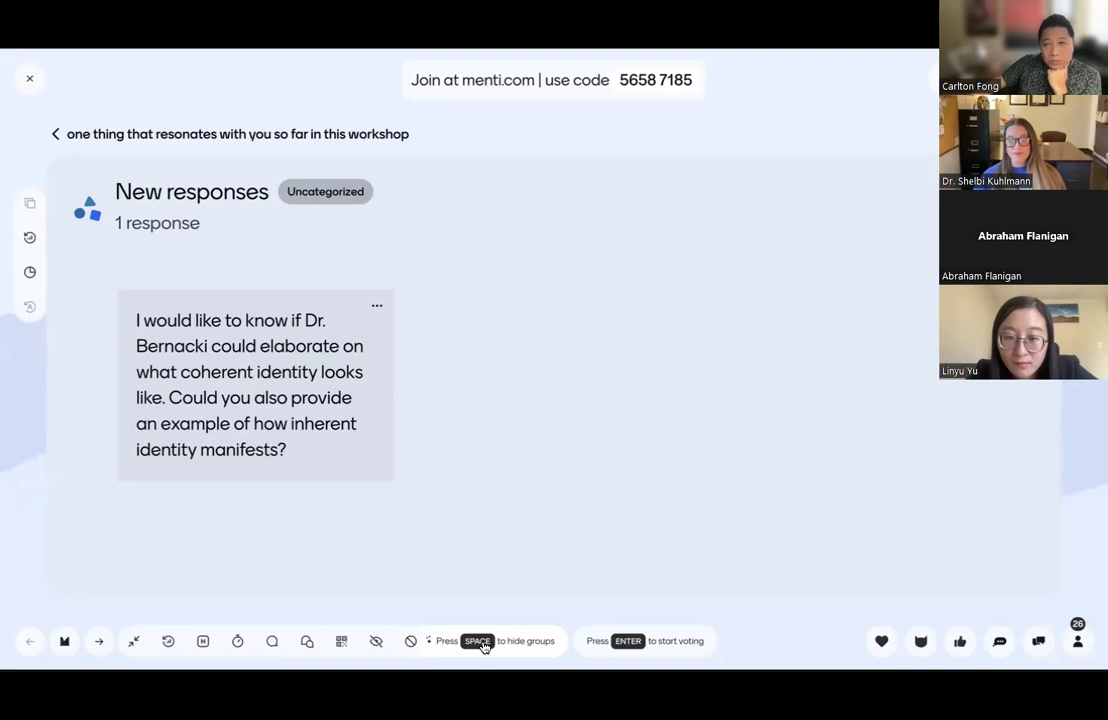 Join at menti.com | use code 5658 7185
one thing that resonates with you so far in this workshop
New responses Uncategorized
1 response
I would like to know if Dr.
Bernacki could elaborate on
what coherent identity looks
like. Could you also provide
an example of how inherent
identity manifests?
Press SPACE to hide groups
Press ENTER to start voting
26
Carlton Fong
Dr. Shelbi Kuhlmann
Abraham Flanigan
Abraham Flanigan
Linyu Yu